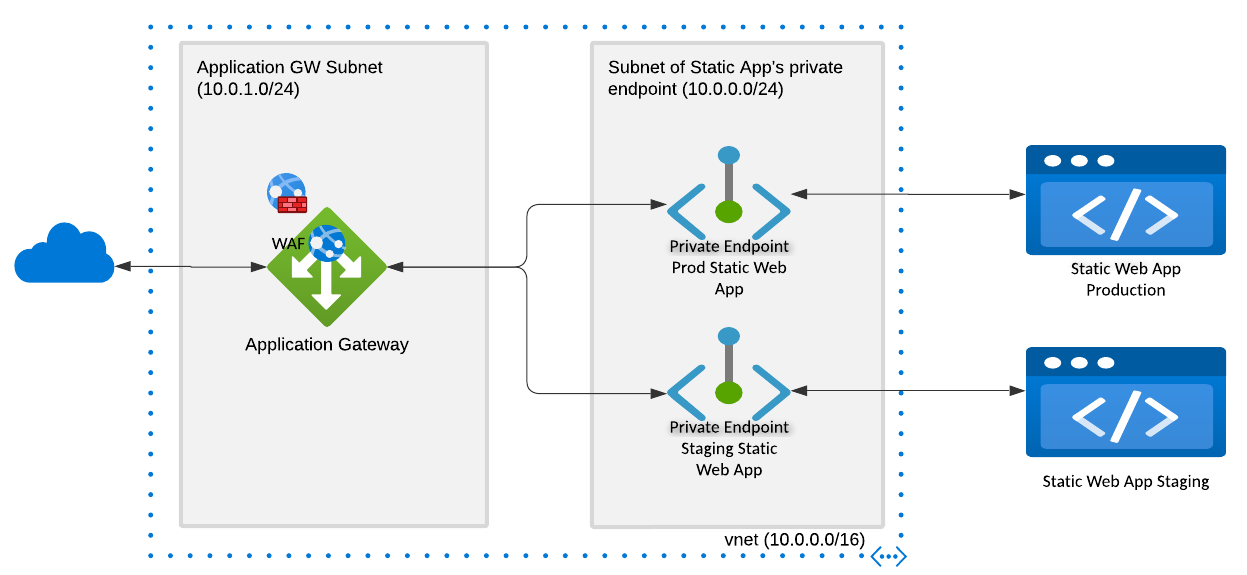 Application GW Subnet
(10.0.1.0/24)
Subnet of Static App's private
endpoint (10.0.0.0/24)
WAF
Application Gateway
Private Endpoint
Prod Static Web
App
Private Endpoint
Staging Static
Web App
Static Web App
Production
Static Web App Staging
vnet (10.0.0.0/16)